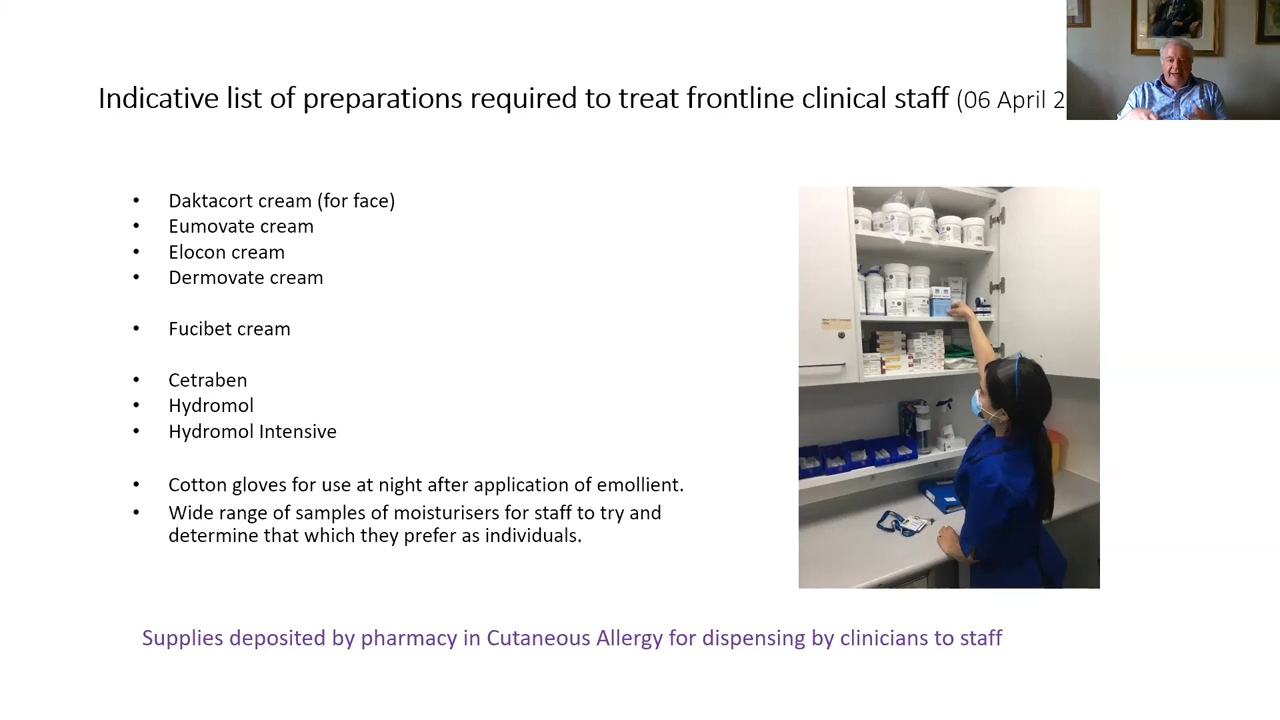 Indicative list of preparations required to treat frontline clinical staff (06 April 2
• Daktacort cream (for face)
• Eumovate cream
• Elocon cream
• Dermovate cream
• Fucibet cream
• Cetraben
• Hydromol
• Hydromol Intensive
• Cotton gloves for use at night after application of emollient.
• Wide range of samples of moisturisers for staff to try and
determine that which they prefer as individuals.
Supplies deposited by pharmacy in Cutaneous Allergy for dispensing by clinicians to staff